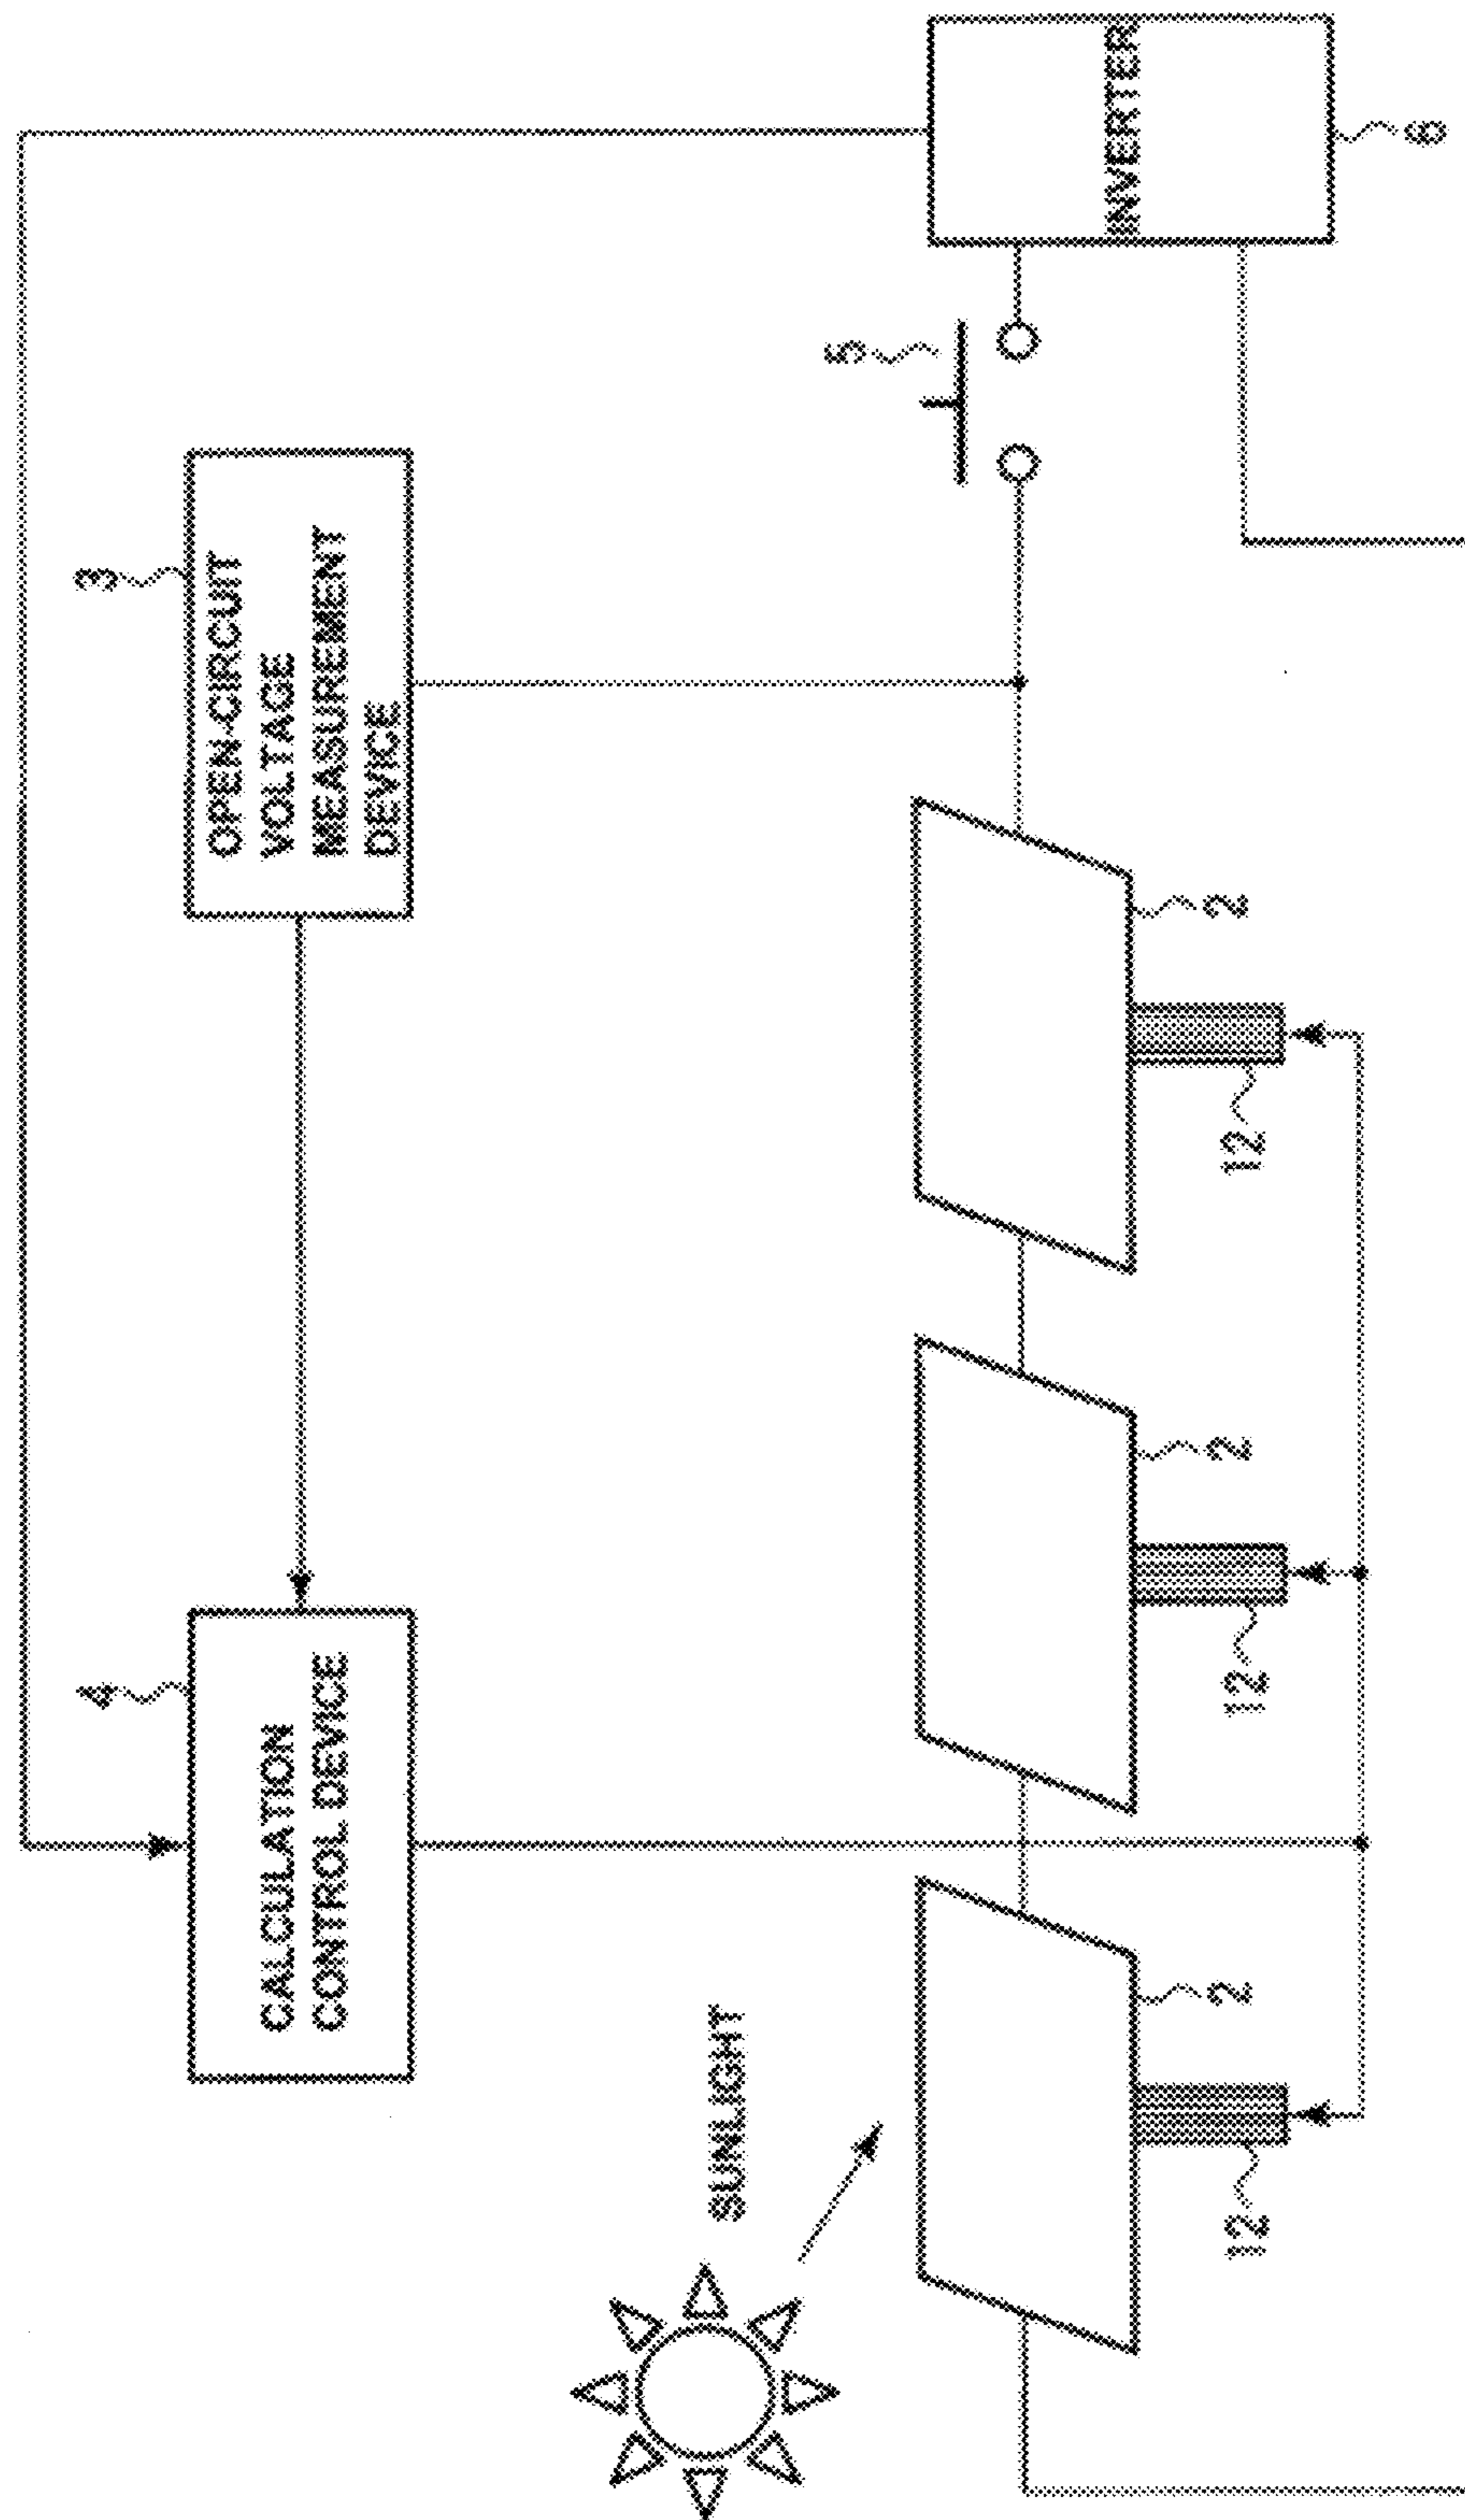 4
CALCULATION
CONTROL DEVICE
3
OPEN-CIRCUIT
VOLTAGE
MEASUREMENT
DEVICE
SUNLIGHT
5
INVERTER
6
2
2
2
12
12
12